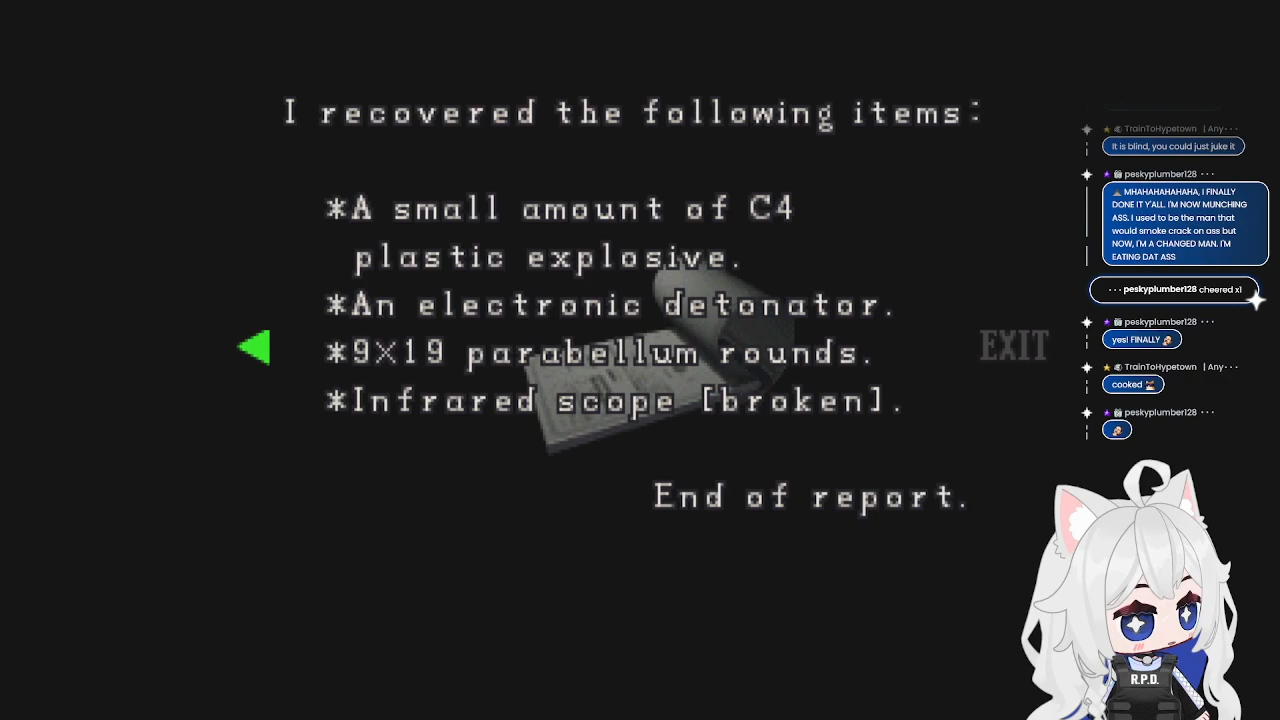 I recovered the following items:
*A small amount of C4
plastic explosive.
*An electronic detonator.
*9×19 parabellum rounds.
*Infrared scope [broken].
End of report.
EXIT
TrainToHypetown | Any···
It is blind, you could just juke it
peskyplumber128 ···
MHAHAHAHAHAHA, I FINALLY
DONE IT Y'ALL. I'M NOW MUNCHING
ASS. I used to be the man that
would smoke crack on ass but
NOW, I'M A CHANGED MAN. I'M
EATING DAT ASS
··· peskyplumber128 cheered x1
peskyplumber128 ···
yes! FINALLY
TrainToHypetown | Any···
cooked
peskyplumber128 ···
R.P.D.